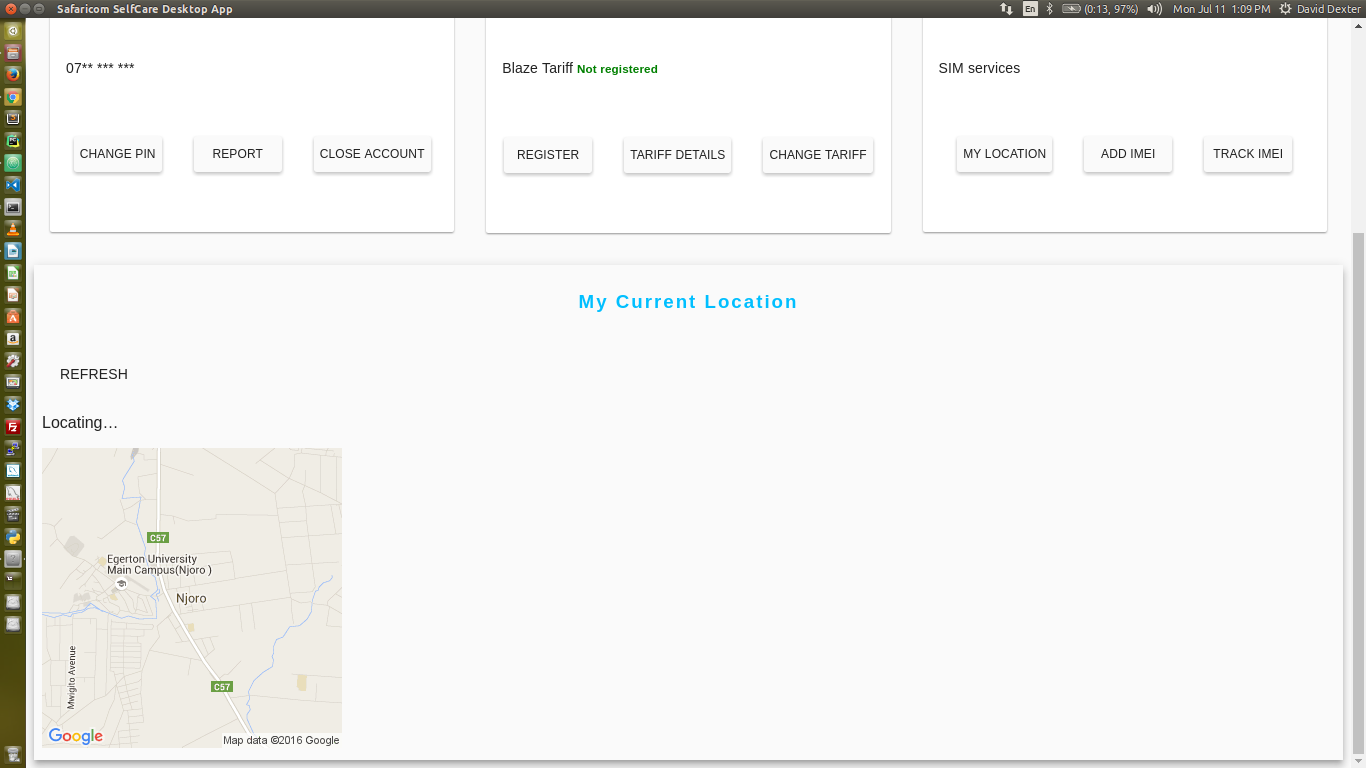 Safaricom SelfCare Desktop App
En (0:13, 97%) Mon Jul 11 1:09 PM David Dexter
07** *** ***
CHANGE PIN REPORT CLOSE ACCOUNT
Blaze Tariff Not registered
REGISTER TARIFF DETAILS CHANGE TARIFF
SIM services
MY LOCATION ADD IMEI TRACK IMEI
My Current Location
REFRESH
Locating…
C57
Egerton University
Main Campus(Njoro )
Njoro
Mwigito Avenue
C57
Google
Map data ©2016 Google